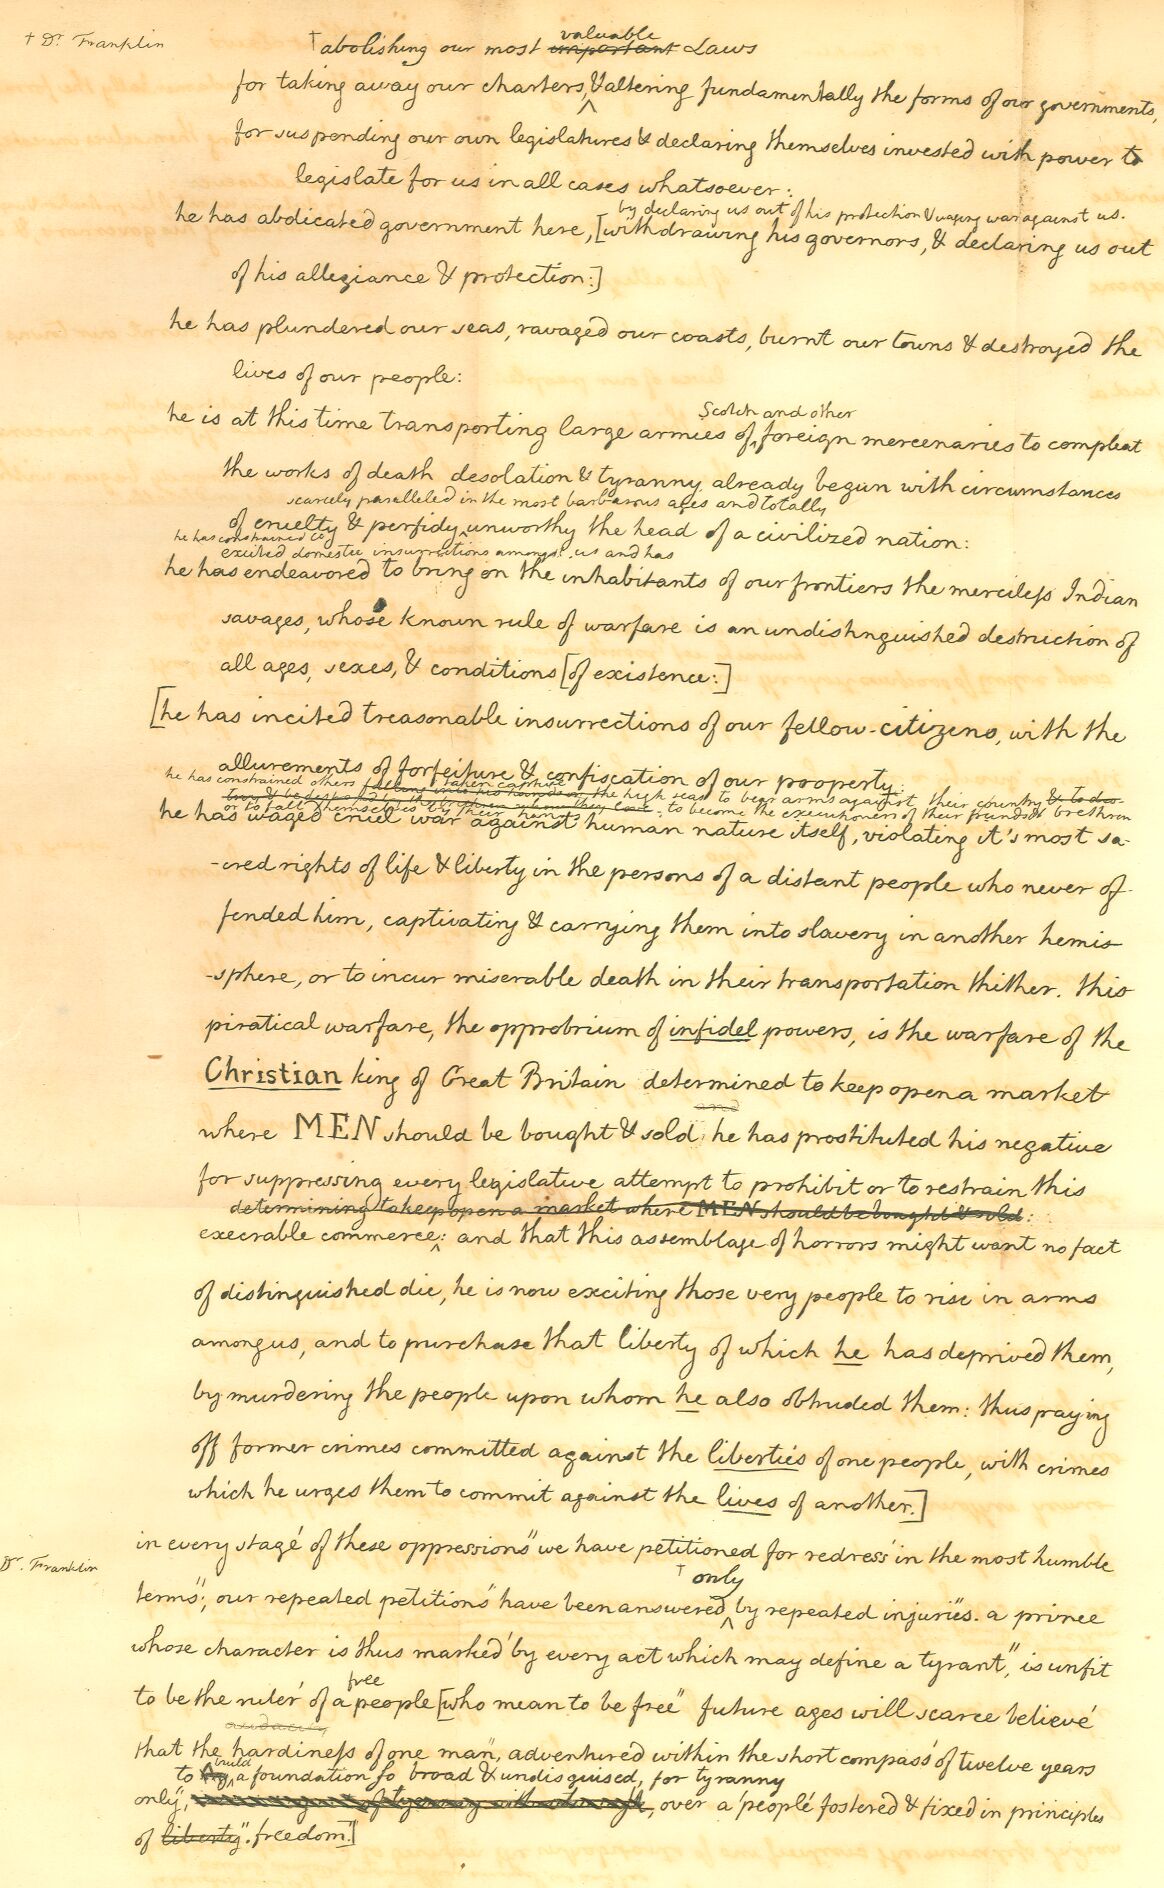 † Dr. Franklin
† abolishing our most valuable important Laws
for taking away our charters, & altering fundamentally the forms of our governments,
for suspending our own legislatures & declaring themselves invested with power to
legislate for us in all cases whatsoever:
by declaring us out of his protection & waging war against us.
he has abdicated government here, [withdrawing his governors, & declaring us out
of his allegiance & protection:]
he has plundered our seas, ravaged our coasts, burnt our towns & destroyed the
lives of our people:
Scotch and other
he is at this time transporting large armies of foreign mercenaries to compleat
the works of death desolation & tyranny already begun with circumstances
scarcely paralleled in the most barbarous ages and totally
of cruelty & perfidy unworthy the head of a civilized nation:
he has constrained
excited domestic insurrections amongst us and has
he has endeavored to bring on the inhabitants of our frontiers the merciless Indian
savages, whose known rule of warfare is an undistinguished destruction of
all ages, sexes, & conditions [of existence:]
[he has incited treasonable insurrections of our fellow-citizens, with the
allurements of forfeiture & confiscation of our property.
he has constrained others taken captive
on the high seas to bear arms against their country
or to fall themselves by their hands. to become the executioners of their friends & brethren
he has waged cruel war against human nature itself, violating it's most sa-
-cred rights of life & liberty in the persons of a distant people who never of-
fended him, captivating & carrying them into slavery in another hemis-
-sphere, or to incur miserable death in their transportation thither. this
piratical warfare, the opprobrium of infidel powers, is the warfare of the
Christian king of Great Britain determined to keep open a market
and
where MEN should be bought & sold he has prostituted his negative
for suppressing every legislative attempt to prohibit or to restrain this
determining to keep open a market where MEN should be bought & sold:
execrable commerce: and that this assemblage of horrors might want no fact
of distinguished die, he is now exciting those very people to rise in arms
among us, and to purchase that liberty of which he has deprived them,
by murdering the people upon whom he also obtruded them: thus paying
off former crimes committed against the liberties of one people, with crimes
which he urges them to commit against the lives of another.]
in every stage of these oppressions" we have petitioned for redress' in the most humble
Dr. Franklin
† only
terms"; our repeated petitions" have been answered by repeated injuries. a prince
whose character is thus marked' by every act which may define a tyrant", is unfit
free
to be the ruler' of a people [who mean to be free" future ages will scarce believe'
audacity
that the hardiness of one man", adventured within the short compass' of twelve years
to build a foundation so broad & undisguised, for tyranny
only", over a 'people' fostered & fixed in principles
of liberty". freedom.]